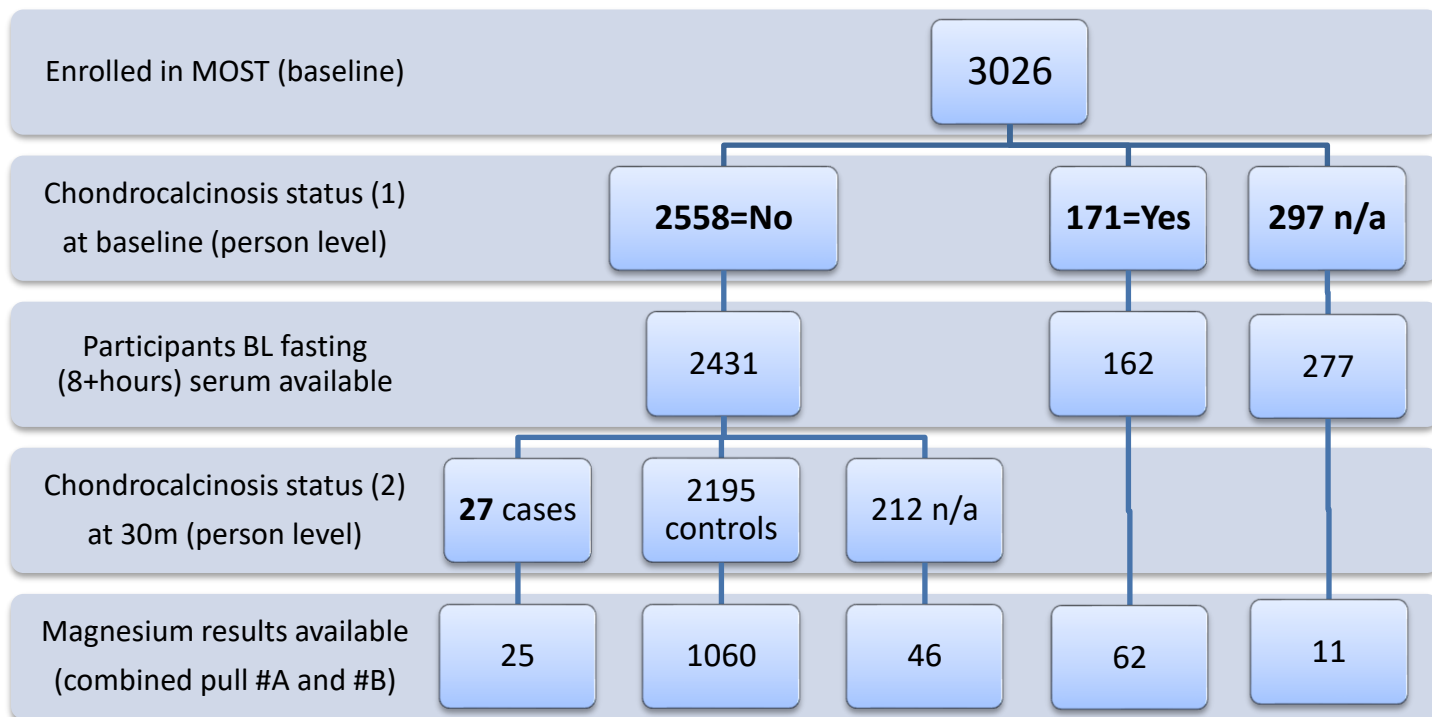 Enrolled in MOST (baseline)
3026
Chondrocalcinosis status (1)
at baseline (person level)
2558=No
171=Yes
297 n/a
Participants BL fasting
(8+hours) serum available
2431
162
277
Chondrocalcinosis status (2)
at 30m (person level)
27 cases
2195
controls
212 n/a
Magnesium results available
(combined pull #A and #B)
25
1060
46
62
11